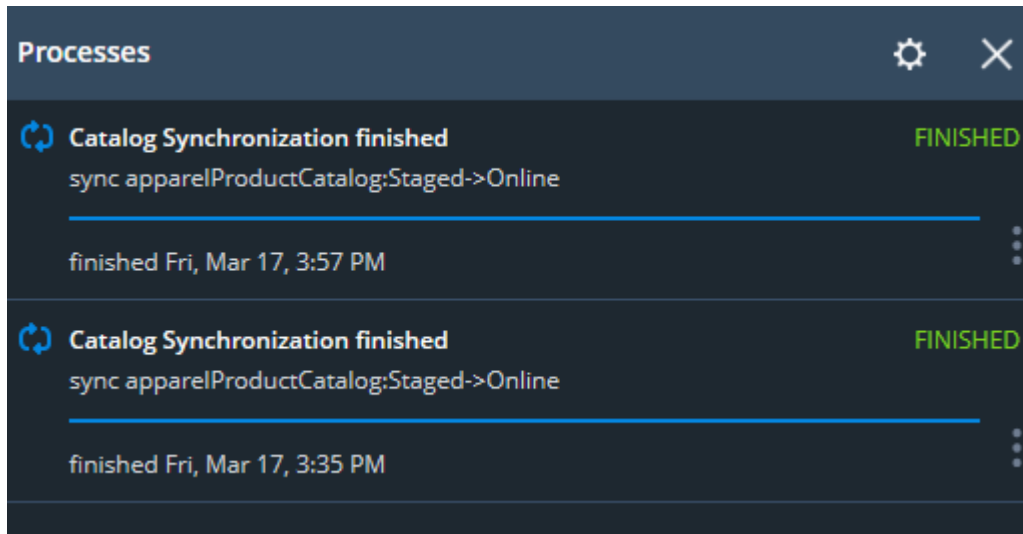 Processes
Catalog Synchronization finished FINISHED
sync apparelProductCatalog:Staged->Online
finished Fri, Mar 17, 3:57 PM
Catalog Synchronization finished FINISHED
sync apparelProductCatalog:Staged->Online
finished Fri, Mar 17, 3:35 PM